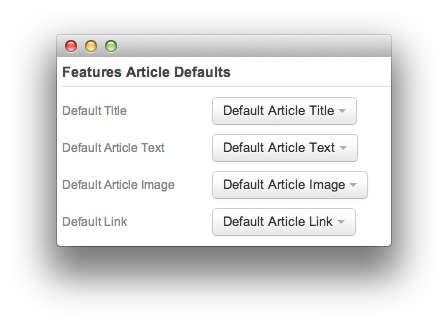 Features Article Defaults
Default Title Default Article Title
Default Article Text Default Article Text
Default Article Image Default Article Image
Default Link Default Article Link